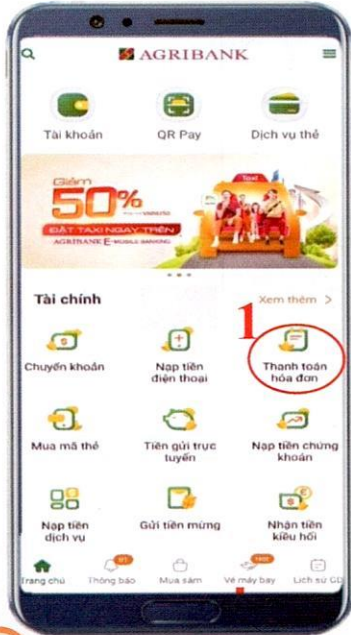 AGRIBANK
Tài khoản
QR Pay
Dịch vụ thẻ
Giảm
50%
Taxi
ĐẶT TAXI NGAY TRÊN
AGRIBANK E-MOBILE BANKING
Tài chính
Xem thêm >
1
Chuyển khoản
Nạp tiền
điện thoại
Thanh toán
hóa đơn
Mua mã thẻ
Tiền gửi trực
tuyến
Nạp tiền chứng
khoán
Nạp tiền
dịch vụ
Gửi tiền mừng
Nhận tiền
kiều hối
Trang chủ
Thông báo
Mua sắm
Vé máy bay
Lịch sử GD